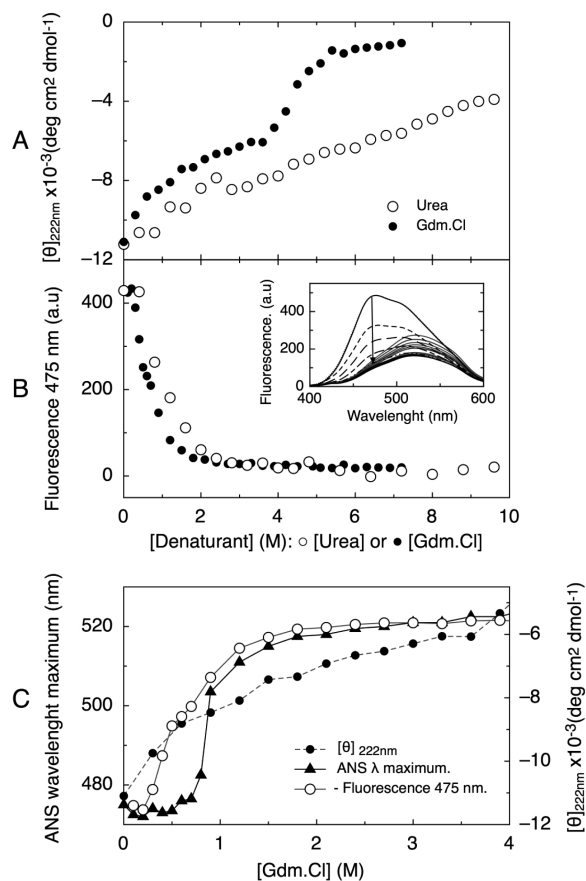 A
[θ]222nm x10-3(deg cm2 dmol-1)
0
−4
−8
−12
Urea
Gdm.Cl
B
Fluorescence 475 nm (a.u)
400
200
0
Fluorescence. (a.u)
400
200
0
400
500
600
Wavelenght (nm)
0 2 4 6 8 10
[Denaturant] (M): ○ [Urea] or ● [Gdm.Cl]
C
ANS wavelenght maximum (nm)
520
500
480
[θ] 222nm
ANS λ maximum.
- Fluorescence 475 nm.
−6
−8
−10
−12
[θ]222nm x10-3(deg cm2 dmol-1)
0 1 2 3 4
[Gdm.Cl] (M)